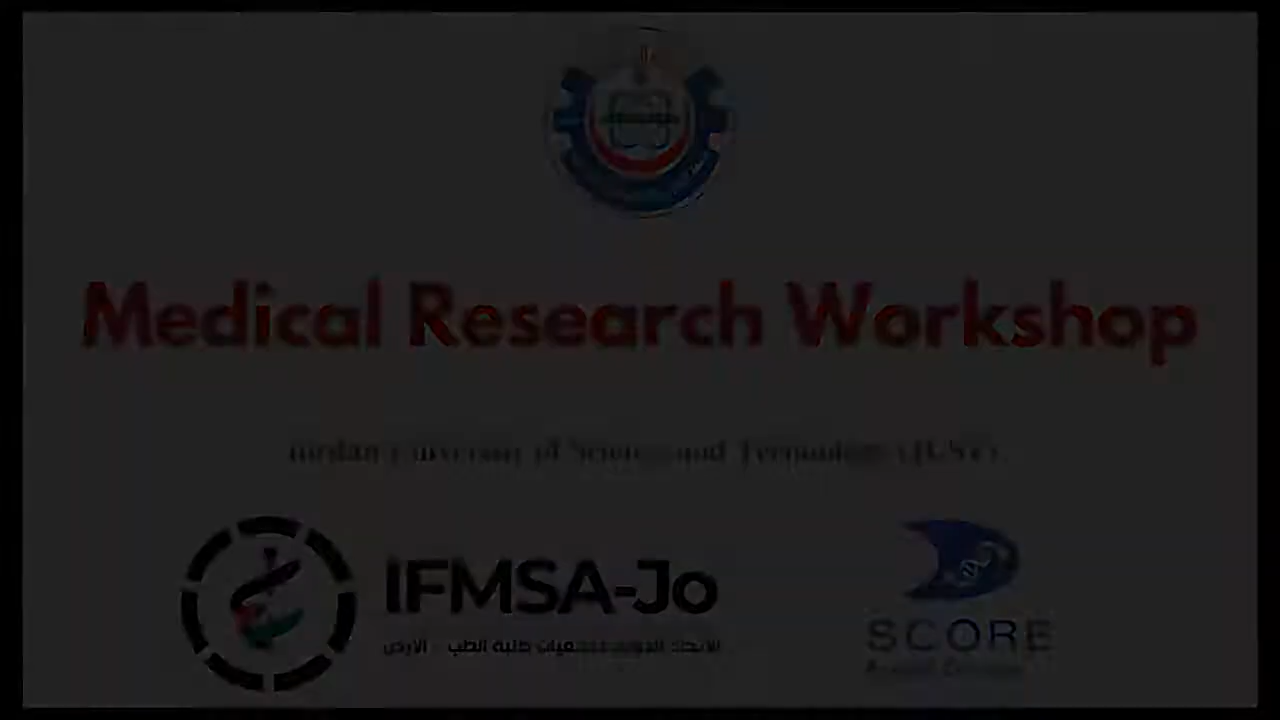 Medical Research Workshop
Jordan University of Science and Technology (JUST)
IFMSA-Jo
الاتحاد الدولي لجمعيات طلبة الطب - الأردن
SCORE